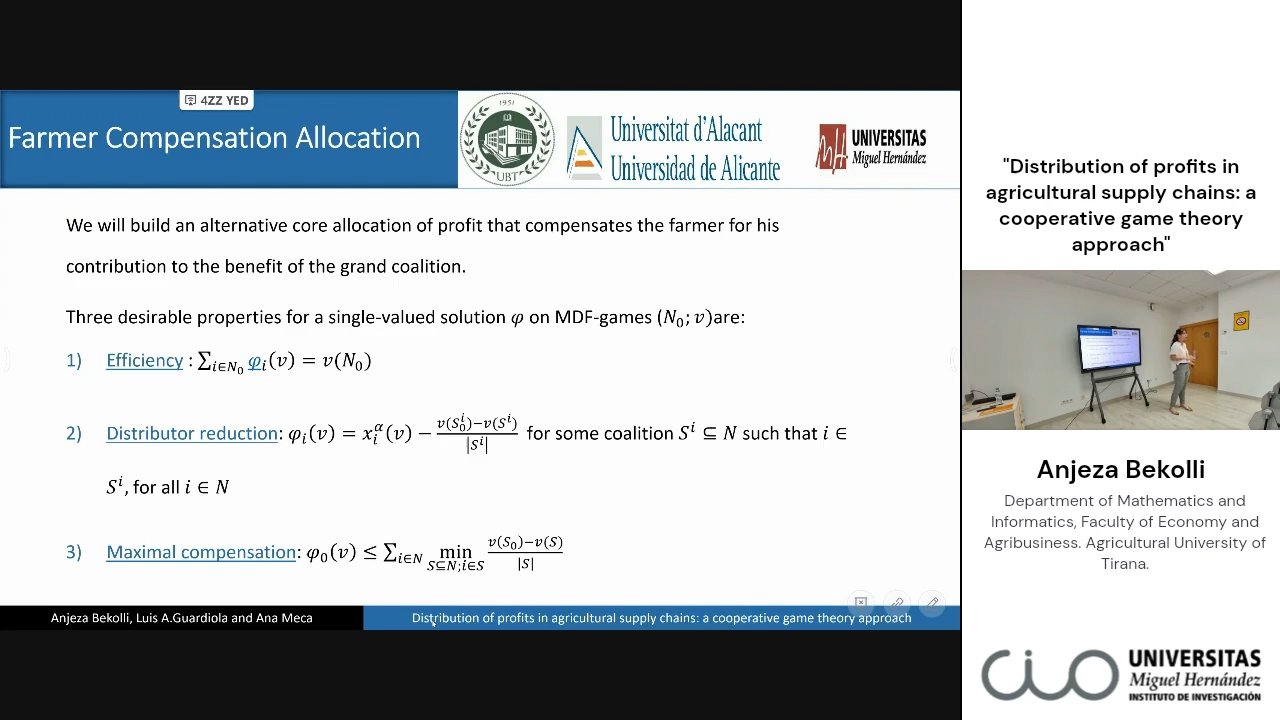 4ZZ YED
Farmer Compensation Allocation
1951
UBT
Universitat d'Alacant
Universidad de Alicante
UNIVERSITAS
Miguel Hernández
We will build an alternative core allocation of profit that compensates the farmer for his
contribution to the benefit of the grand coalition.
Three desirable properties for a single-valued solution φ on MDF-games (N₀; v)are:
1) Efficiency : ∑_{i∈N₀} φᵢ(v) = v(N₀)
2) Distributor reduction: φᵢ(v) = xᵢᵅ(v) − (v(S₀ⁱ)−v(Sⁱ))/|Sⁱ| for some coalition Sⁱ ⊆ N such that i ∈
Sⁱ, for all i ∈ N
3) Maximal compensation: φ₀(v) ≤ ∑_{i∈N} min_{S⊆N;i∈S} (v(S₀)−v(S))/|S|
Anjeza Bekolli, Luis A.Guardiola and Ana Meca
Distribution of profits in agricultural supply chains: a cooperative game theory approach
"Distribution of profits in
agricultural supply chains: a
cooperative game theory
approach"
Anjeza Bekolli
Department of Mathematics and
Informatics, Faculty of Economy and
Agribusiness. Agricultural University of
Tirana.
CIO
UNIVERSITAS
Miguel Hernández
INSTITUTO DE INVESTIGACIÓN